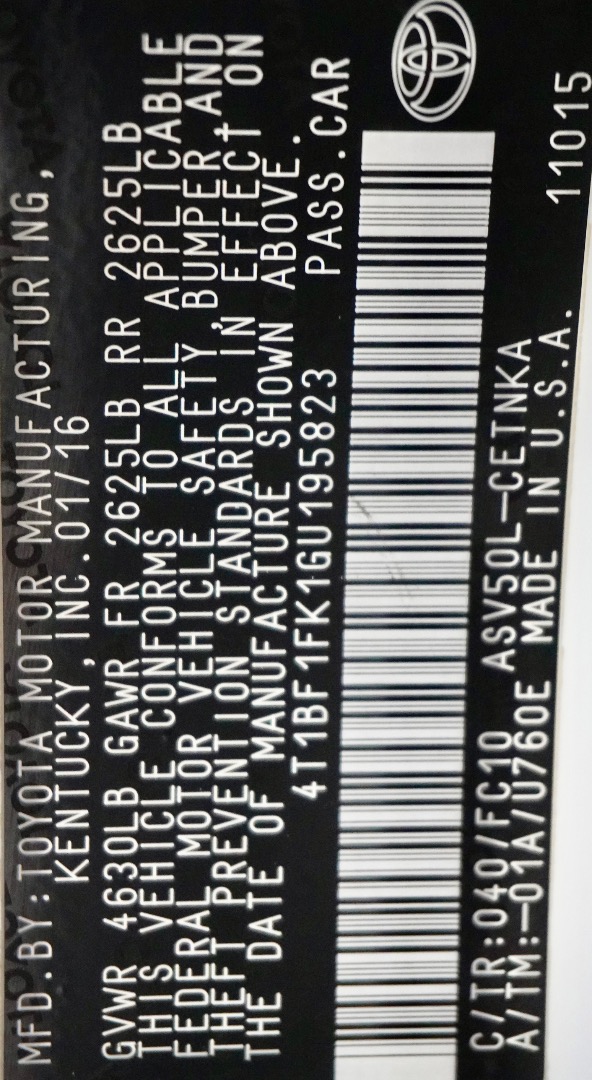 MFD.BY:TOYOTA MOTOR MANUFACTURING,
KENTUCKY,INC.01/16
GVWR 4630LB GAWR FR 2625LB RR 2625LB
THIS VEHICLE CONFORMS TO ALL APPLICABLE
FEDERAL MOTOR VEHICLE SAFETY,BUMPER,AND
THEFT PREVENTION STANDARDS IN EFFECT ON
THE DATE OF MANUFACTURE SHOWN ABOVE.
4T1BF1FK1GU195823 PASS.CAR
C/TR:040/FC10 ASV50L-CETNKA
A/TM:-01A/U760E MADE IN U.S.A. 11015